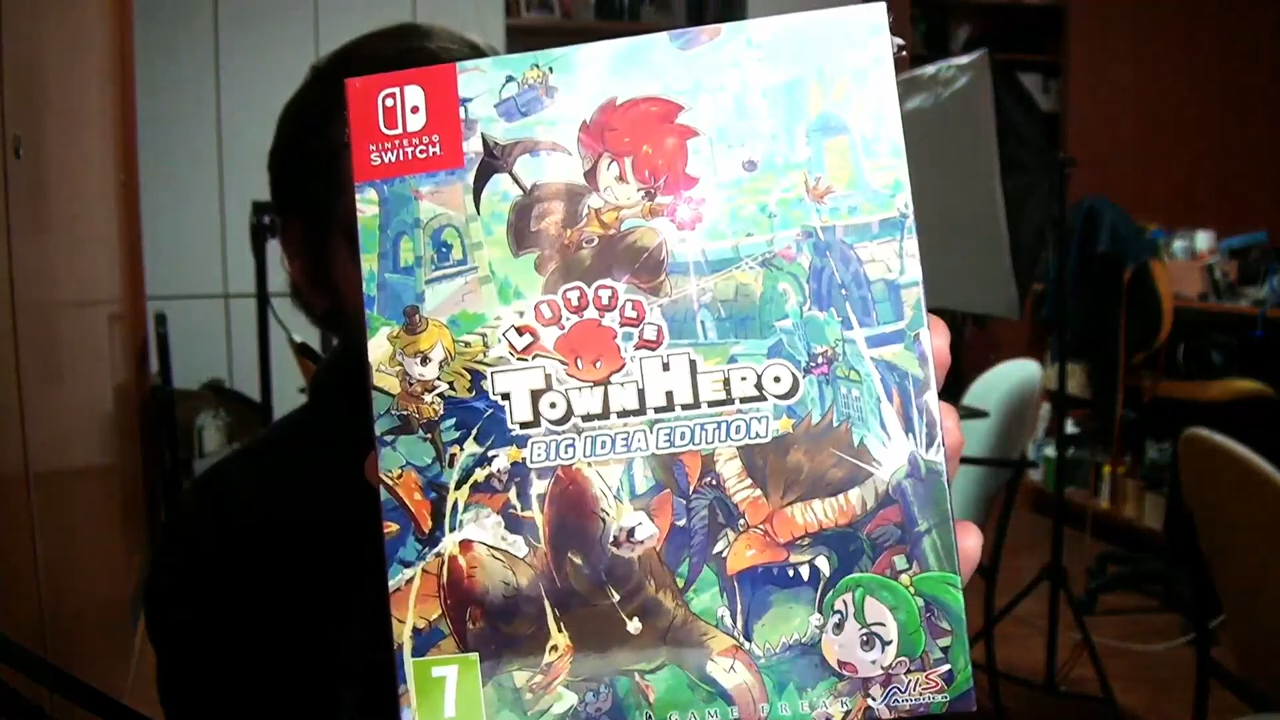 NINTENDO
SWITCH
LITTLE
TOWN HERO
BIG IDEA EDITION
7
GAME FREAK
NIS
America